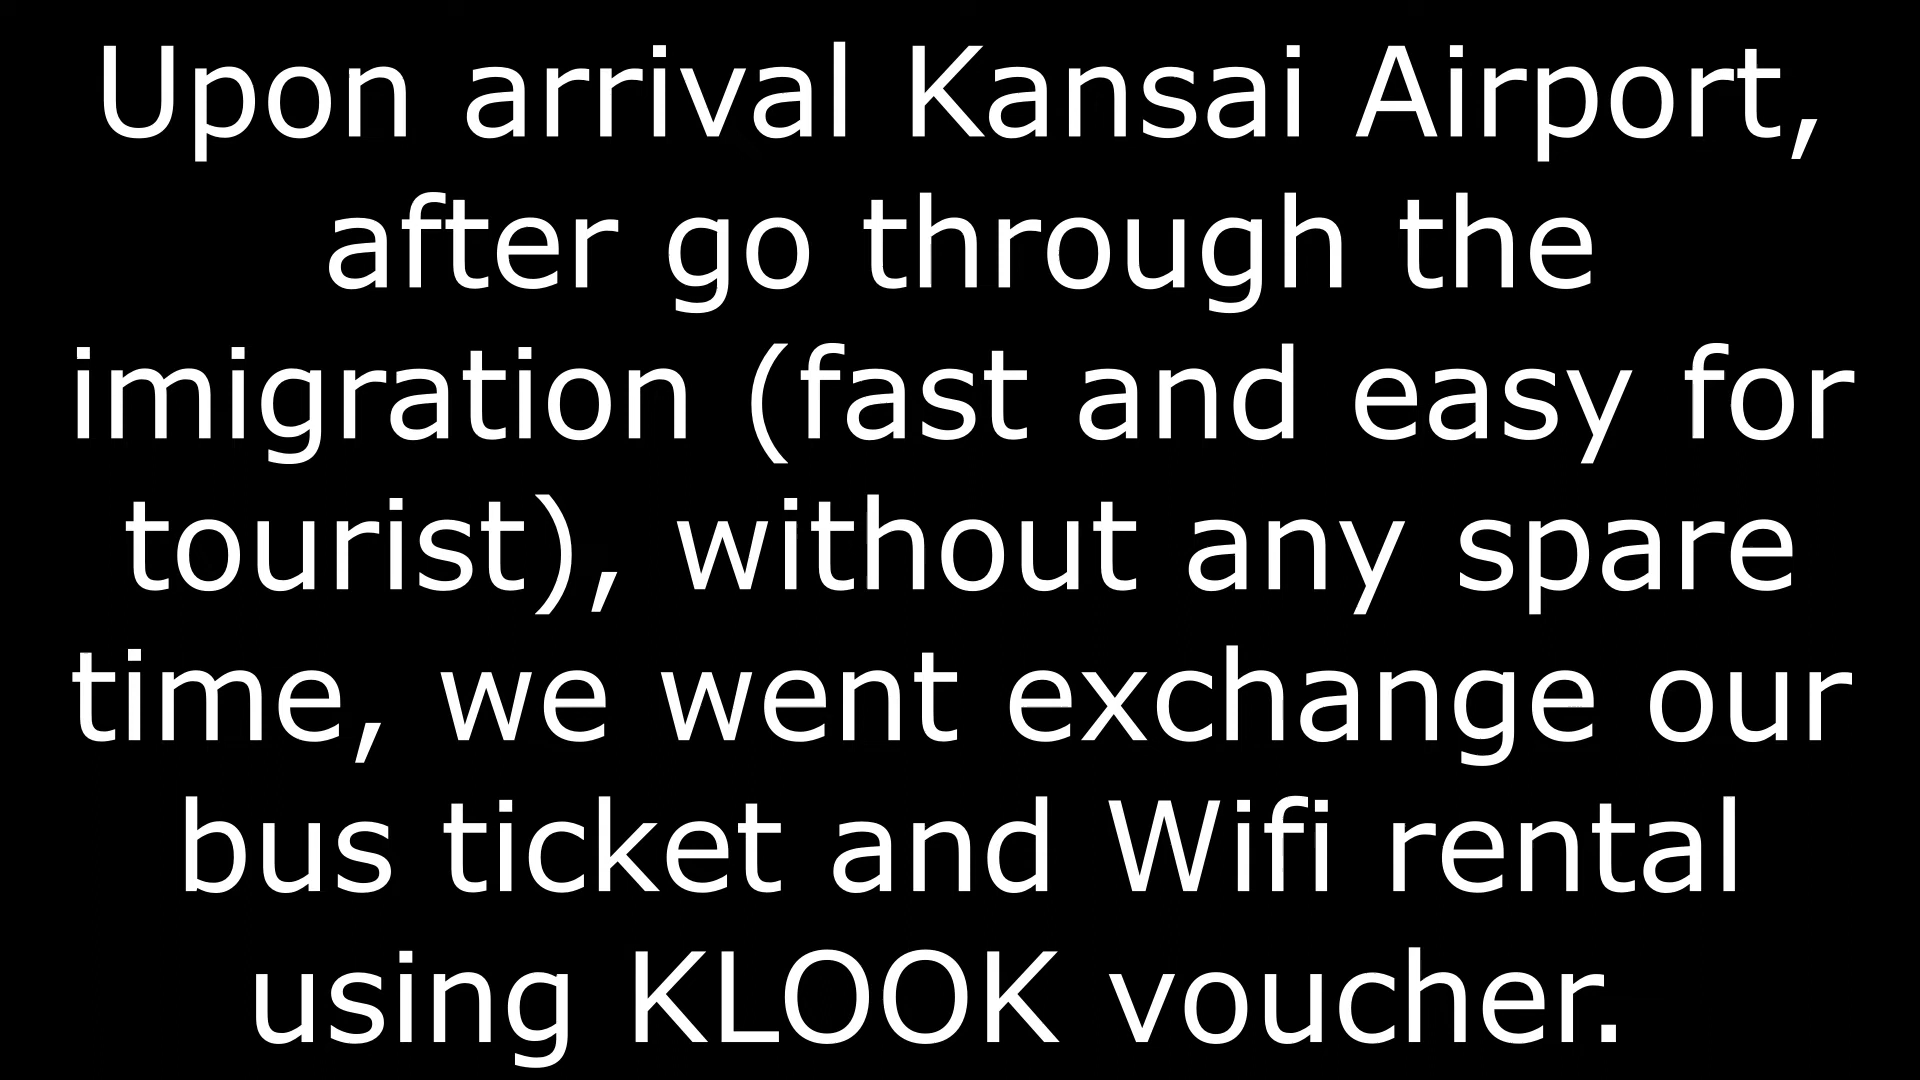 Upon arrival Kansai Airport,
after go through the
imigration (fast and easy for
tourist), without any spare
time, we went exchange our
bus ticket and Wifi rental
using KLOOK voucher.